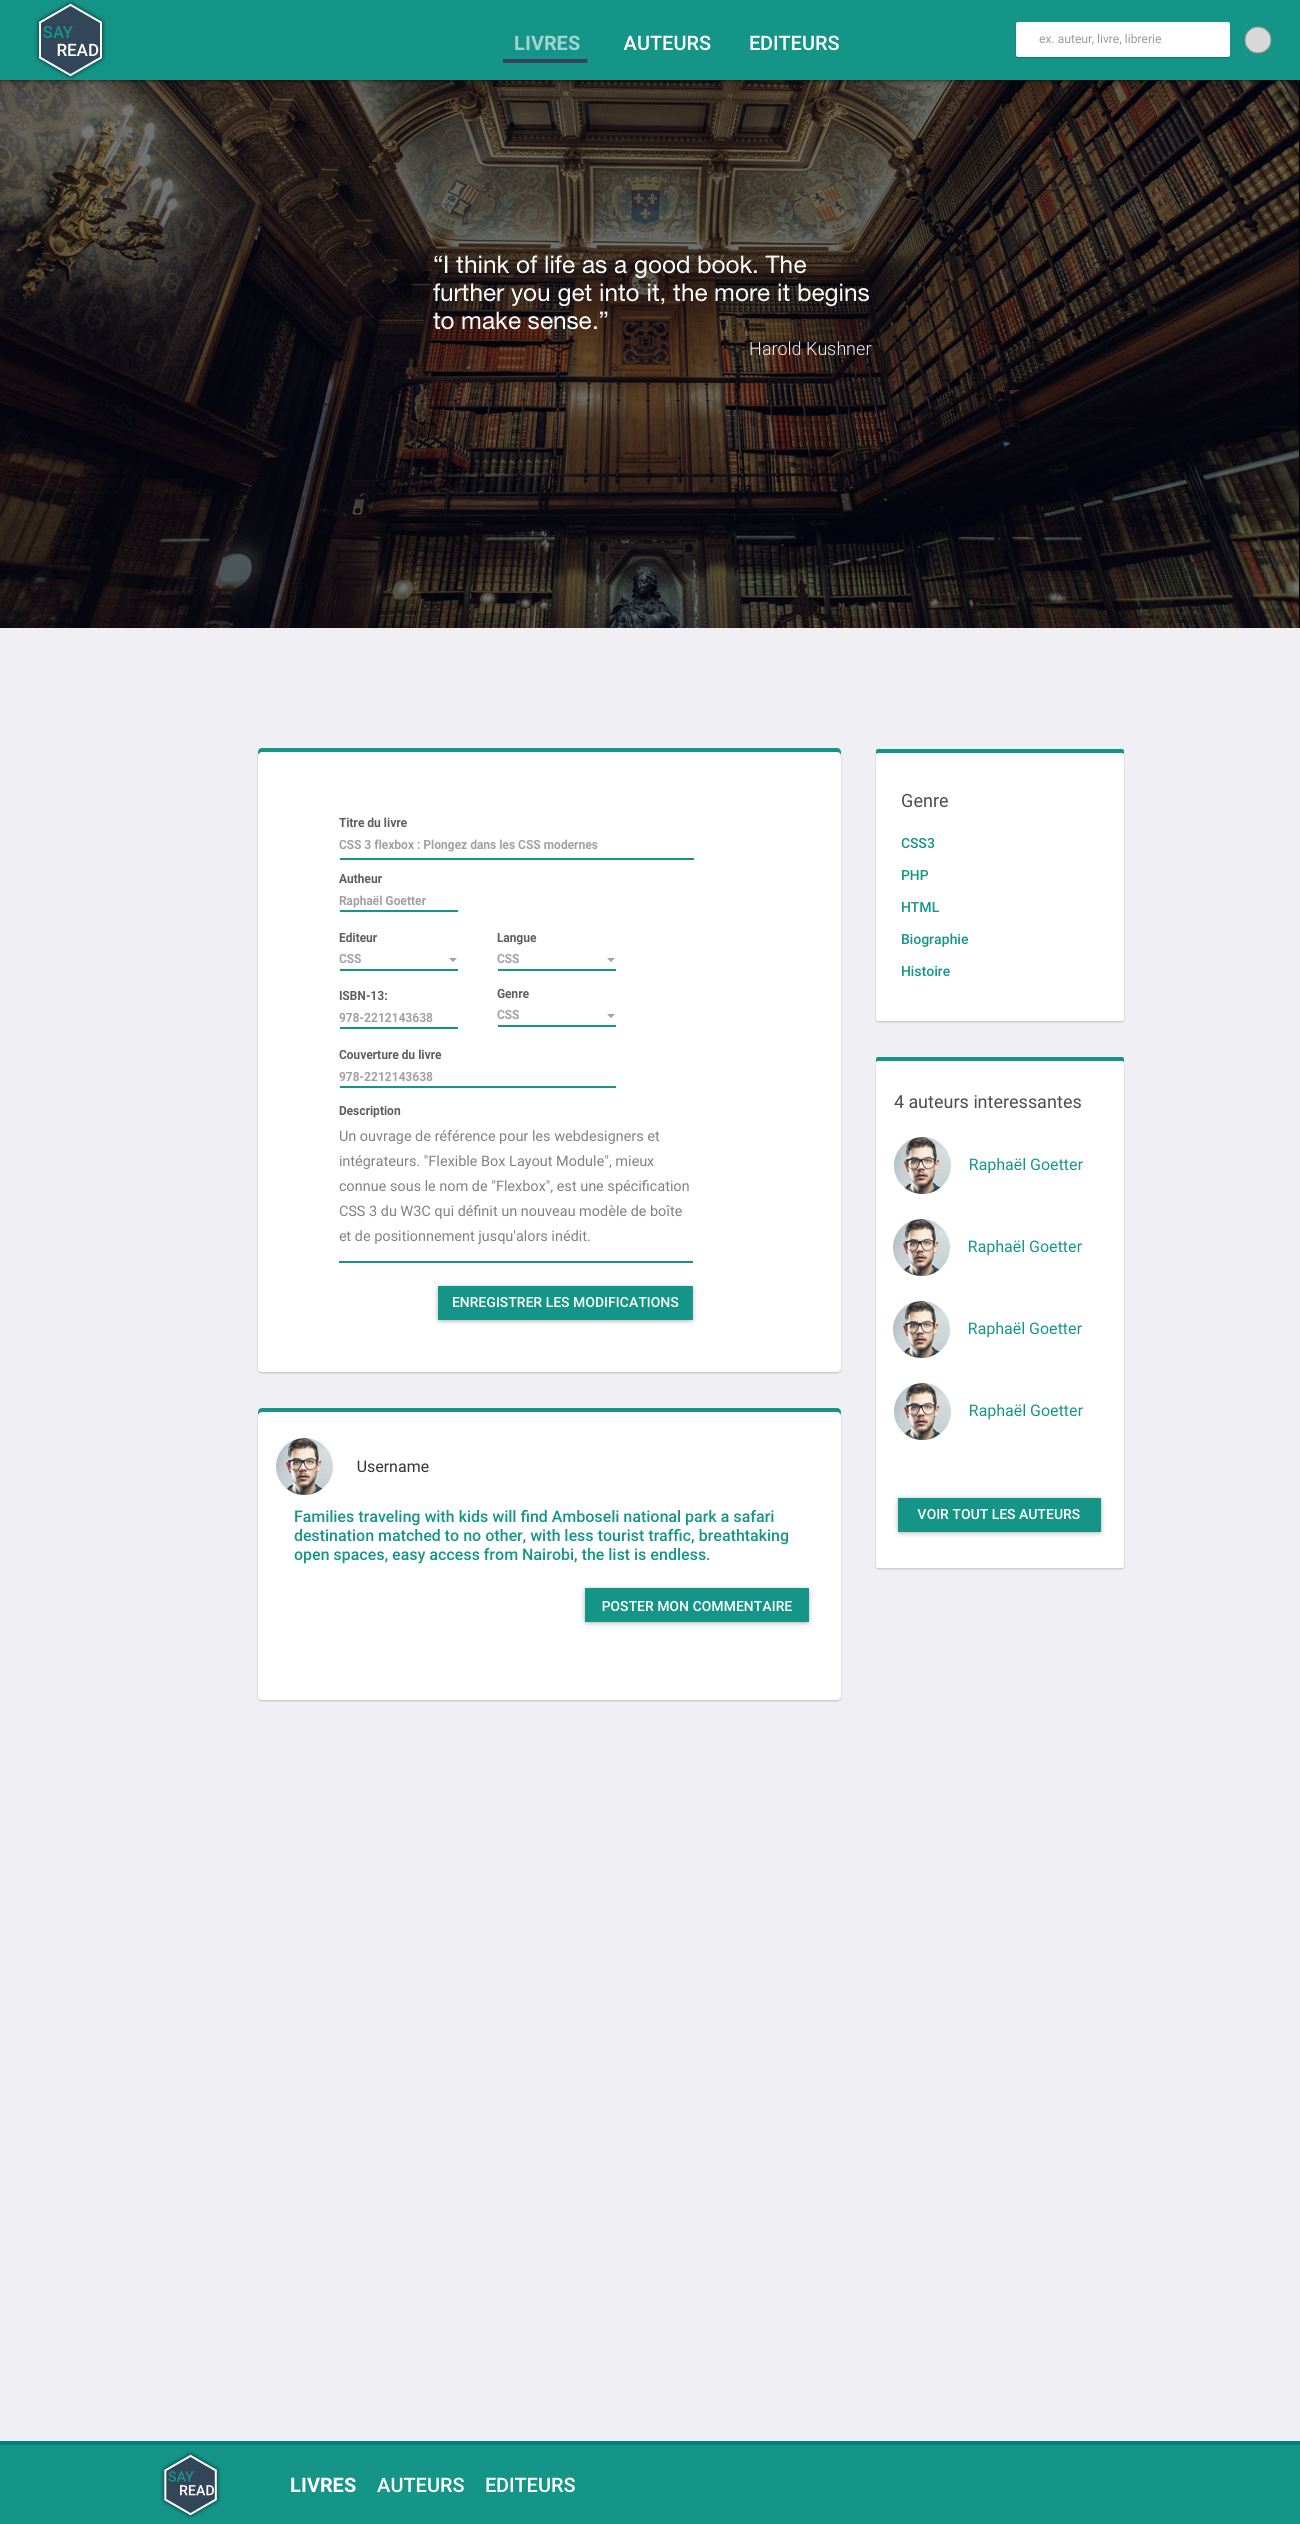 SAY
READ
LIVRES
AUTEURS
EDITEURS
ex. auteur, livre, librerie
“I think of life as a good book. The
further you get into it, the more it begins
to make sense.”
Harold Kushner
Titre du livre
CSS 3 flexbox : Plongez dans les CSS modernes
Autheur
Raphaël Goetter
Editeur
CSS
Langue
CSS
ISBN-13:
978-2212143638
Genre
CSS
Couverture du livre
978-2212143638
Description
Un ouvrage de référence pour les webdesigners et
intégrateurs. "Flexible Box Layout Module", mieux
connue sous le nom de "Flexbox", est une spécification
CSS 3 du W3C qui définit un nouveau modèle de boîte
et de positionnement jusqu'alors inédit.
ENREGISTRER LES MODIFICATIONS
Username
Families traveling with kids will find Amboseli national park a safari
destination matched to no other, with less tourist traffic, breathtaking
open spaces, easy access from Nairobi, the list is endless.
POSTER MON COMMENTAIRE
Genre
CSS3
PHP
HTML
Biographie
Histoire
4 auteurs interessantes
Raphaël Goetter
Raphaël Goetter
Raphaël Goetter
Raphaël Goetter
VOIR TOUT LES AUTEURS
SAY
READ
LIVRES
AUTEURS
EDITEURS